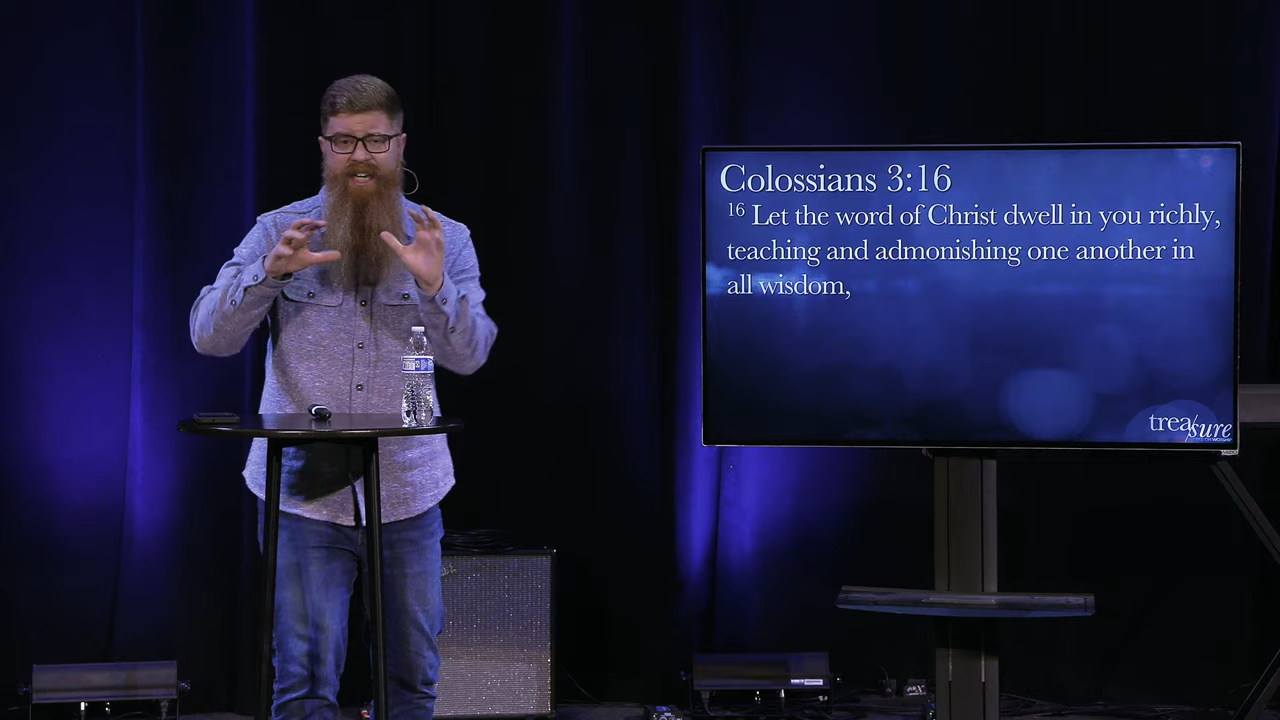 Colossians 3:16
16 Let the word of Christ dwell in you richly,
teaching and admonishing one another in
all wisdom,
treasure